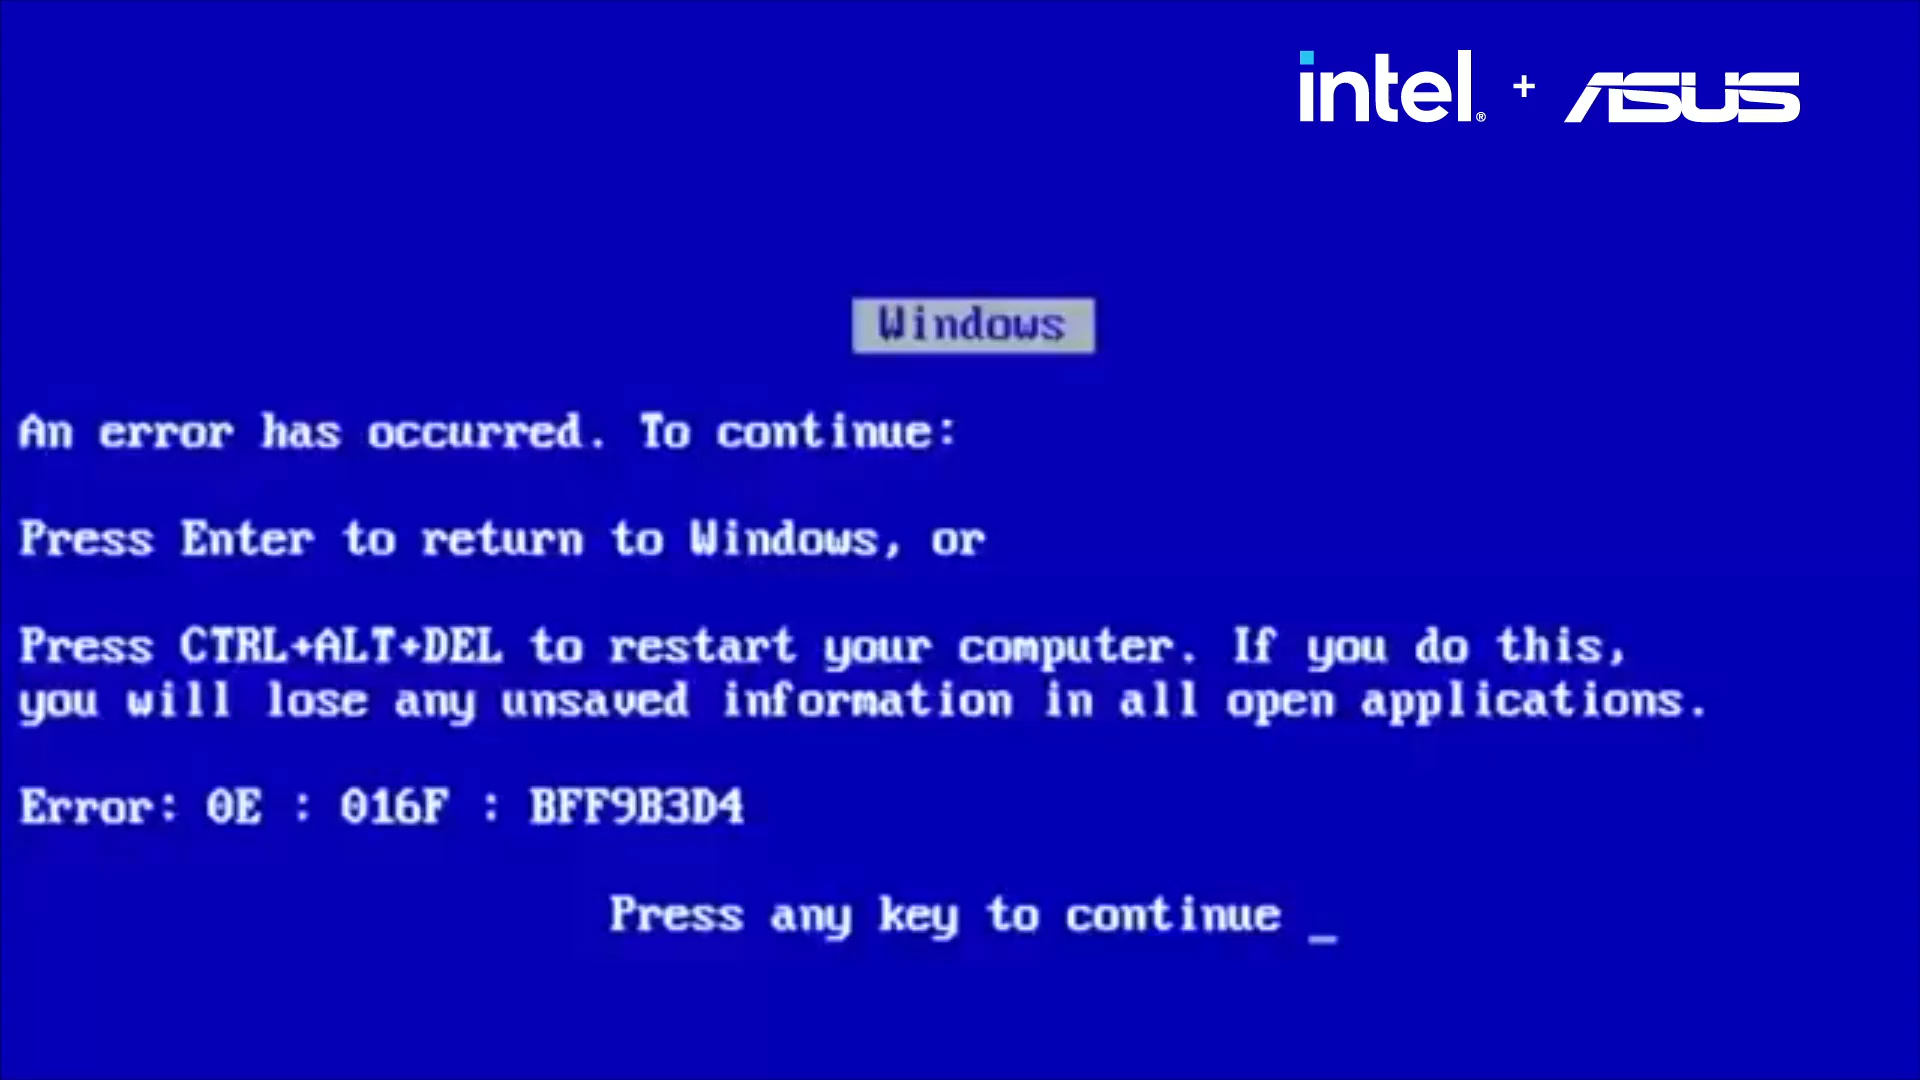 intel® + ASUS
Windows
An error has occurred. To continue:
Press Enter to return to Windows, or
Press CTRL+ALT+DEL to restart your computer. If you do this,
you will lose any unsaved information in all open applications.
Error: 0E : 016F : BFF9B3D4
Press any key to continue _